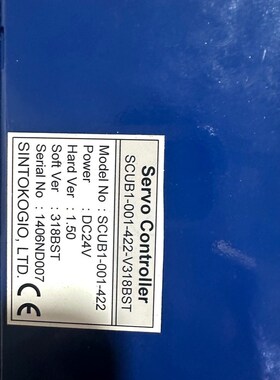 Servo Controller
SCUB1-001-422-V318BST
Model No : SCUB1-001-422
Power : DC24V
Hard Ver : 1.50
Soft Ver : 318BST
Serial No : 1406ND007
SINTOKOGIO, LTD. CE